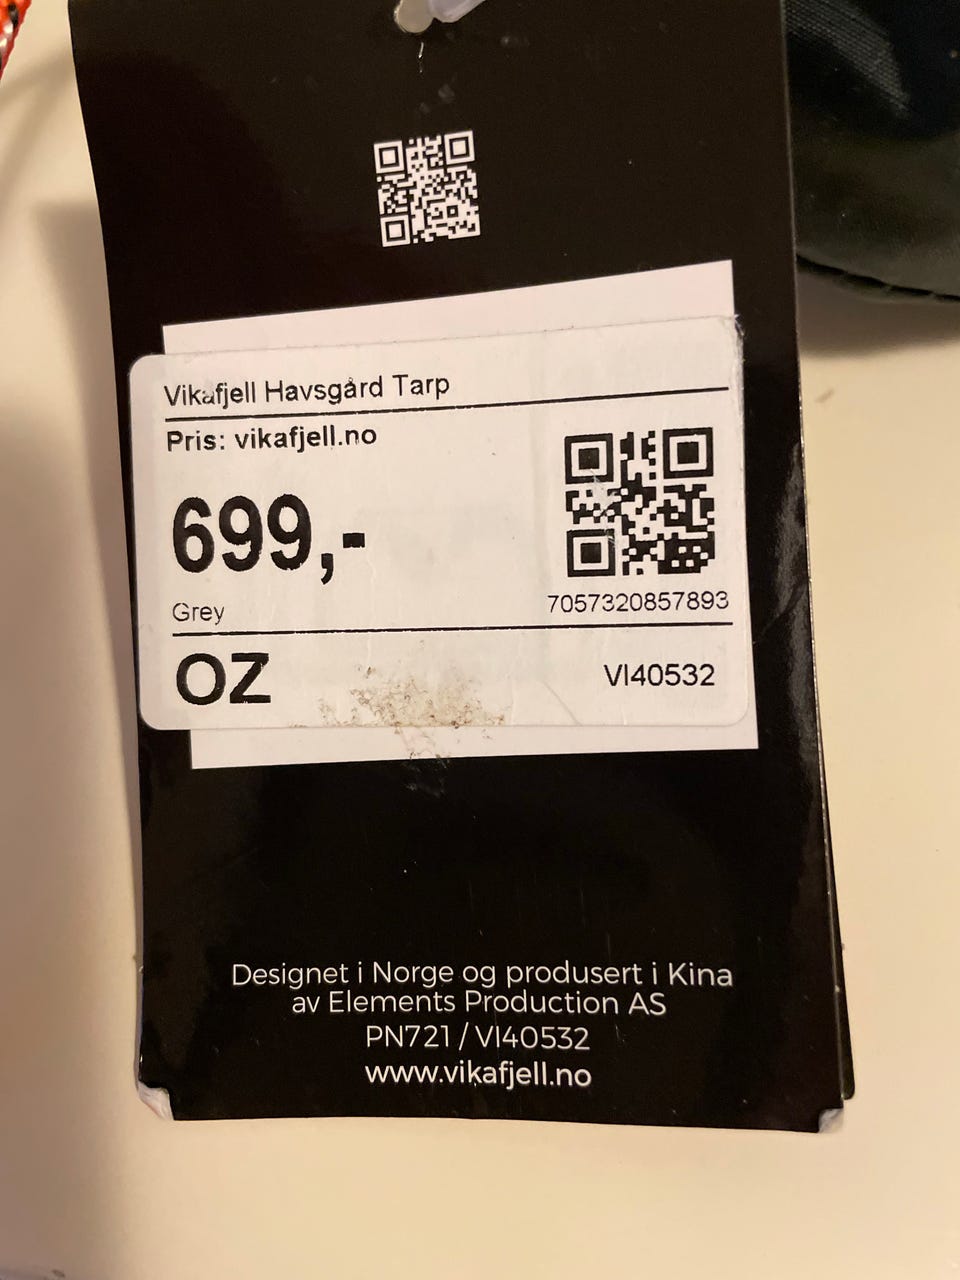 Vikafjell Havsgård Tarp
Pris: vikafjell.no
699,-
Grey
7057320857893
OZ
VI40532
Designet i Norge og produsert i Kina
av Elements Production AS
PN721 / VI40532
www.vikafjell.no